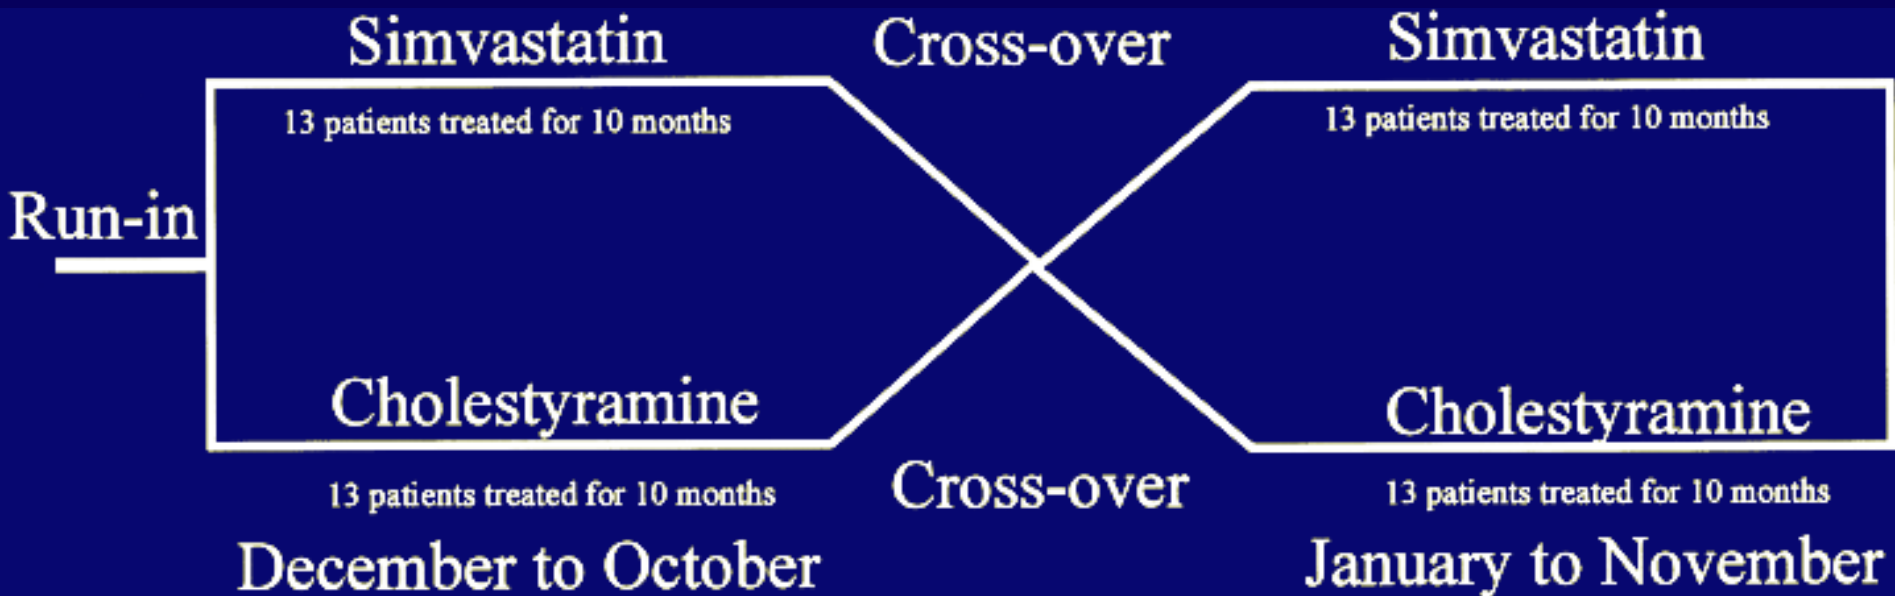 Simvastatin
Cross-over
Simvastatin
13 patients treated for 10 months
13 patients treated for 10 months
Run-in
Cholestyramine
Cholestyramine
13 patients treated for 10 months
Cross-over
13 patients treated for 10 months
December to October
January to November